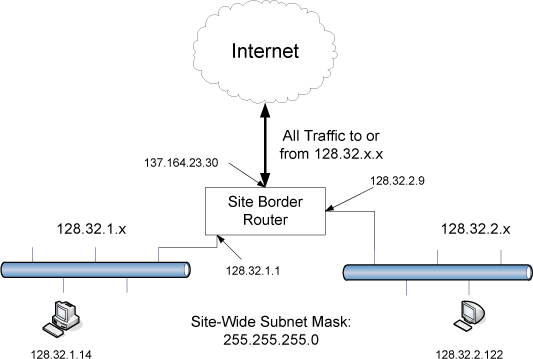 Internet
All Traffic to or
from 128.32.x.x
137.164.23.30
128.32.2.9
Site Border
Router
128.32.1.x
128.32.2.x
128.32.1.1
Site-Wide Subnet Mask:
255.255.255.0
128.32.1.14
128.32.2.122